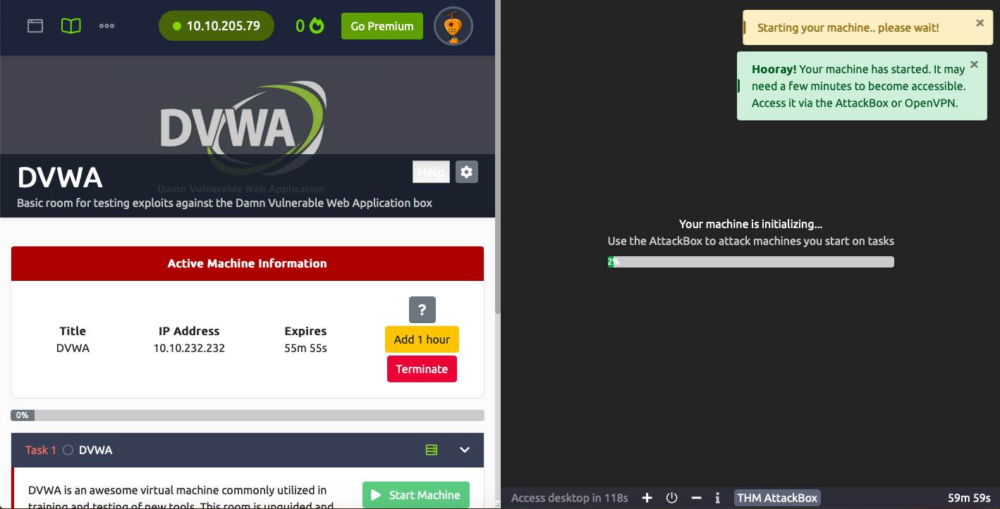 10.10.205.79
0
Go Premium
DVWA
Damn Vulnerable Web Application
DVWA
Help
Basic room for testing exploits against the Damn Vulnerable Web Application box
Active Machine Information
Title
DVWA
IP Address
10.10.232.232
Expires
55m 55s
?
Add 1 hour
Terminate
0%
Task 1
DVWA
DVWA is an awesome virtual machine commonly utilized in
training and testing of new tools. This room is unguided and
Start Machine
Starting your machine.. please wait!
×
Hooray! Your machine has started. It may
need a few minutes to become accessible.
Access it via the AttackBox or OpenVPN.
×
Your machine is initializing...
Use the AttackBox to attack machines you start on tasks
2%
Access desktop in 118s
THM AttackBox
59m 59s